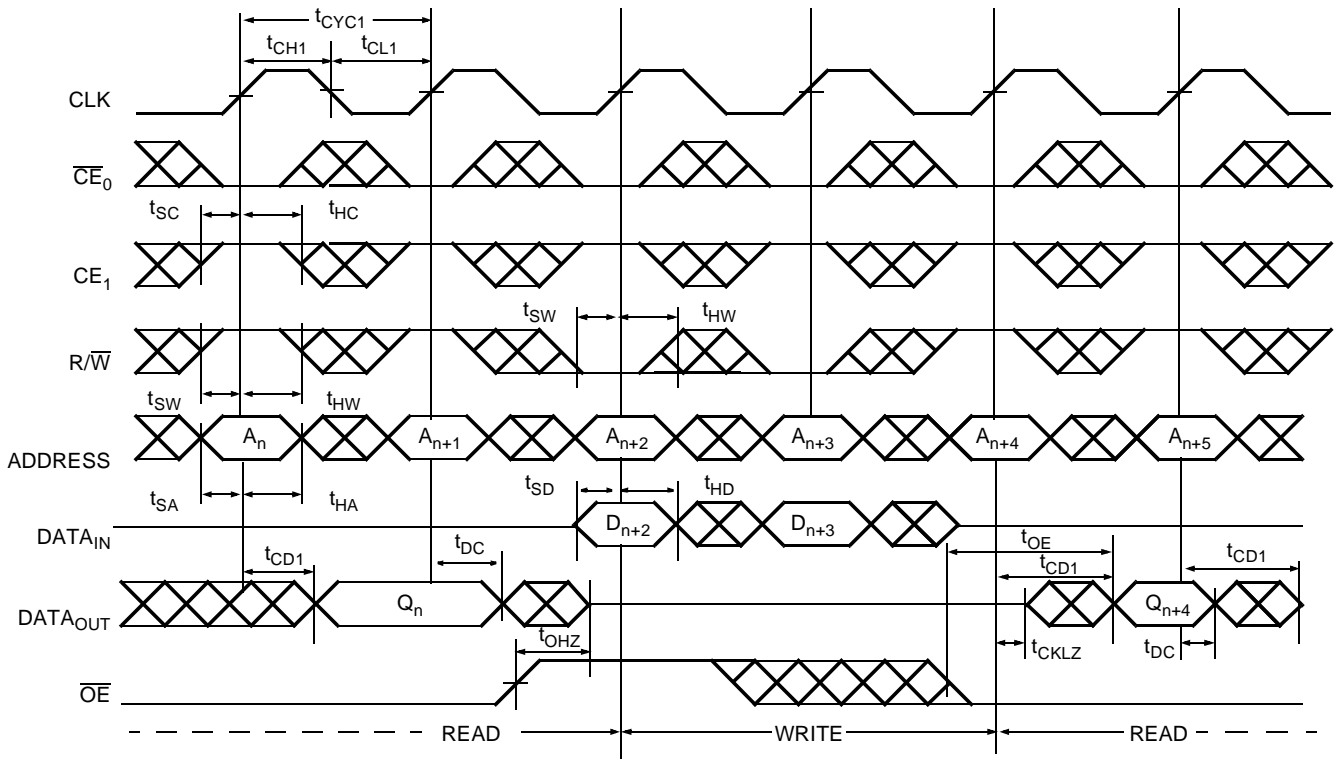 tCYC1
tCH1 tCL1
CLK
CE0
tSC tHC
CE1
tSW tHW
R/W
tSW tHW
An An+1 An+2 An+3 An+4 An+5
ADDRESS
tSA tHA tSD tHD
Dn+2 Dn+3
DATAIN
tOE
tCD1 tDC tCD1 tCD1
Qn Qn+4
DATAOUT
tOHZ tCKLZ tDC
OE
READ WRITE READ